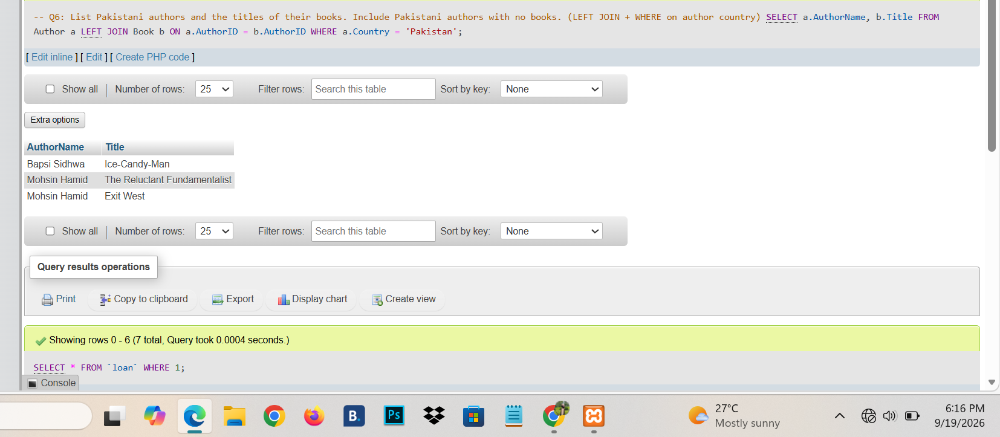 -- Q6: List Pakistani authors and the titles of their books. Include Pakistani authors with no books. (LEFT JOIN + WHERE on author country) SELECT a.AuthorName, b.Title FROM
Author a LEFT JOIN Book b ON a.AuthorID = b.AuthorID WHERE a.Country = 'Pakistan';
[ Edit inline ] [ Edit ] [ Create PHP code ]
Show all Number of rows: 25 Filter rows: Search this table Sort by key: None
Extra options
AuthorName Title
Bapsi Sidhwa Ice-Candy-Man
Mohsin Hamid The Reluctant Fundamentalist
Mohsin Hamid Exit West
Show all Number of rows: 25 Filter rows: Search this table Sort by key: None
Query results operations
Print Copy to clipboard Export Display chart Create view
Showing rows 0 - 6 (7 total, Query took 0.0004 seconds.)
SELECT * FROM `loan` WHERE 1;
Console
B. Ps
27°C 6:16 PM
Mostly sunny 9/19/2026